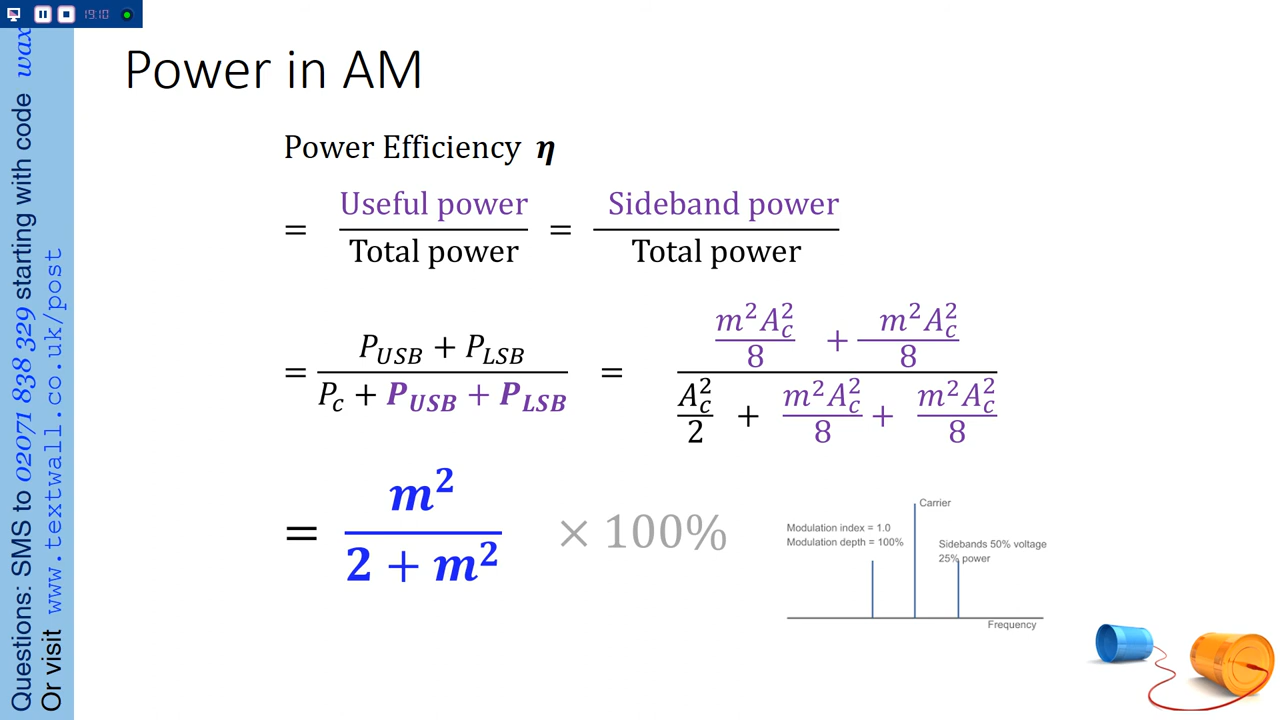 19:10
Questions: SMS to 02071 838 329 starting with code wax
Or visit www.textwall.co.uk/post
Power in AM
Power Efficiency η
= Useful power / Total power = Sideband power / Total power
= (P_USB + P_LSB) / (P_c + P_USB + P_LSB) = (m²A_c²/8 + m²A_c²/8) / (A_c²/2 + m²A_c²/8 + m²A_c²/8)
= m² / (2 + m²) × 100%
Carrier
Modulation index = 1.0
Modulation depth = 100%
Sidebands 50% voltage
25% power
Frequency